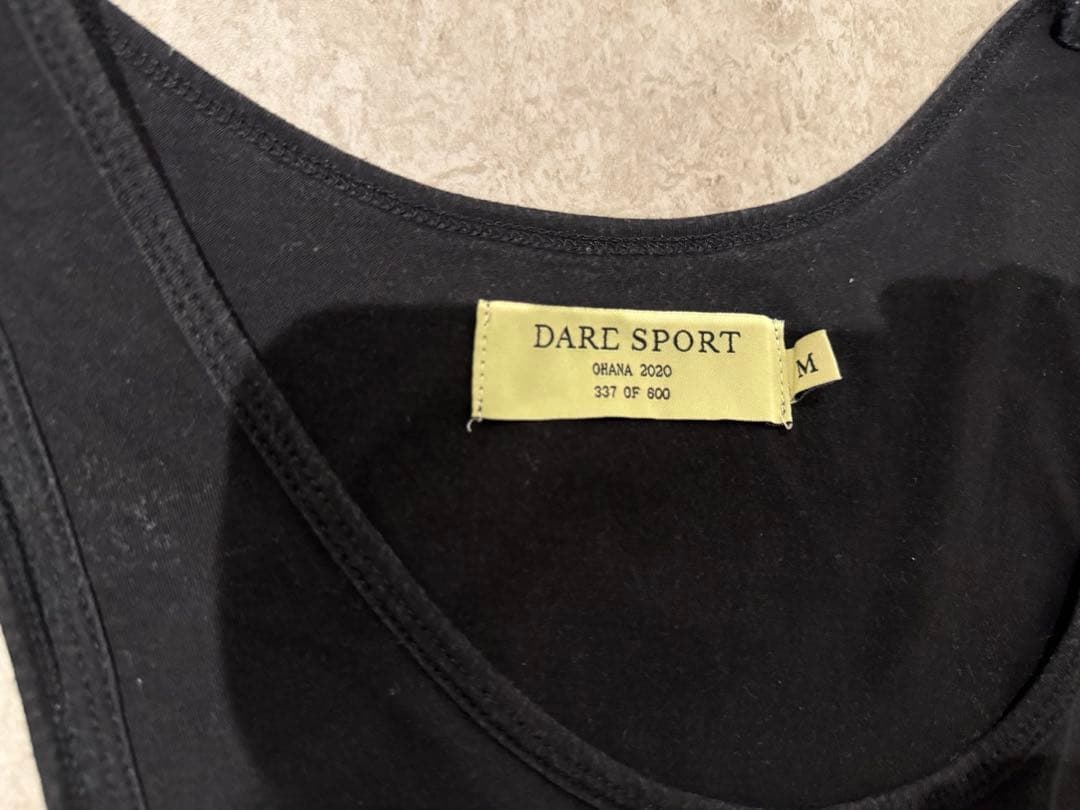 DARE SPORT
OHANA 2020
337 OF 600
M